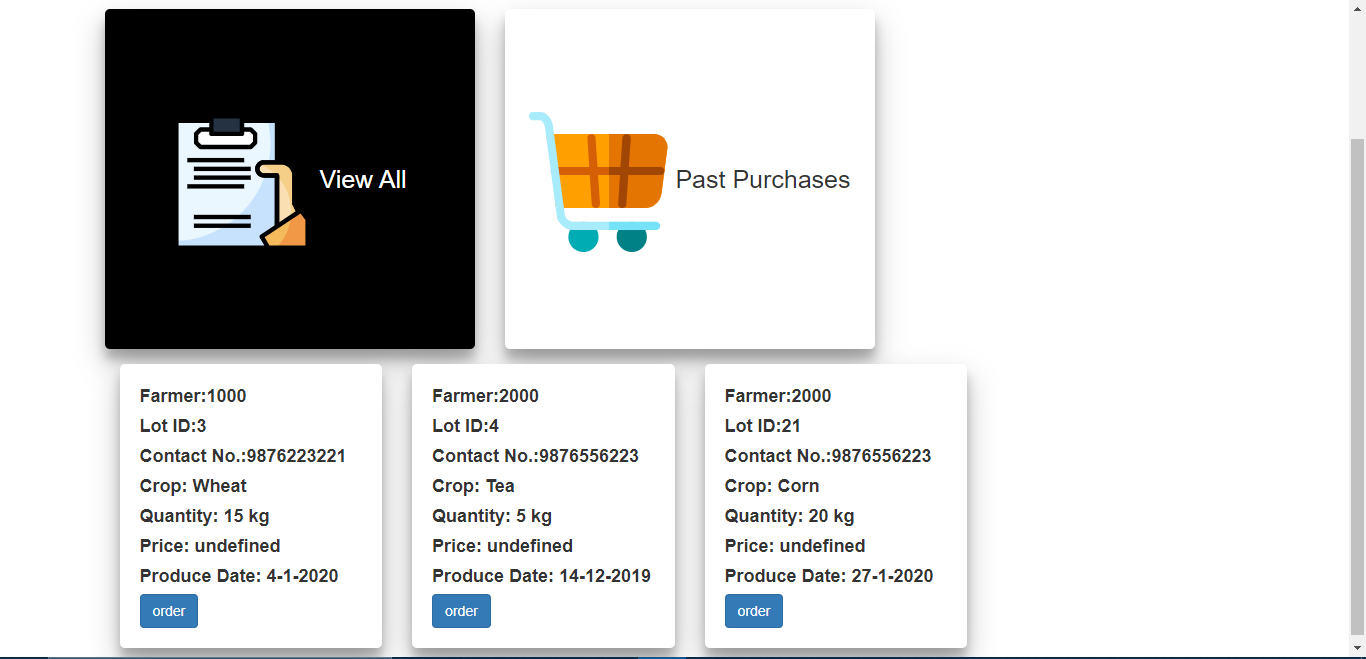 View All
Past Purchases
Farmer:1000
Lot ID:3
Contact No.:9876223221
Crop: Wheat
Quantity: 15 kg
Price: undefined
Produce Date: 4-1-2020
order
Farmer:2000
Lot ID:4
Contact No.:9876556223
Crop: Tea
Quantity: 5 kg
Price: undefined
Produce Date: 14-12-2019
order
Farmer:2000
Lot ID:21
Contact No.:9876556223
Crop: Corn
Quantity: 20 kg
Price: undefined
Produce Date: 27-1-2020
order